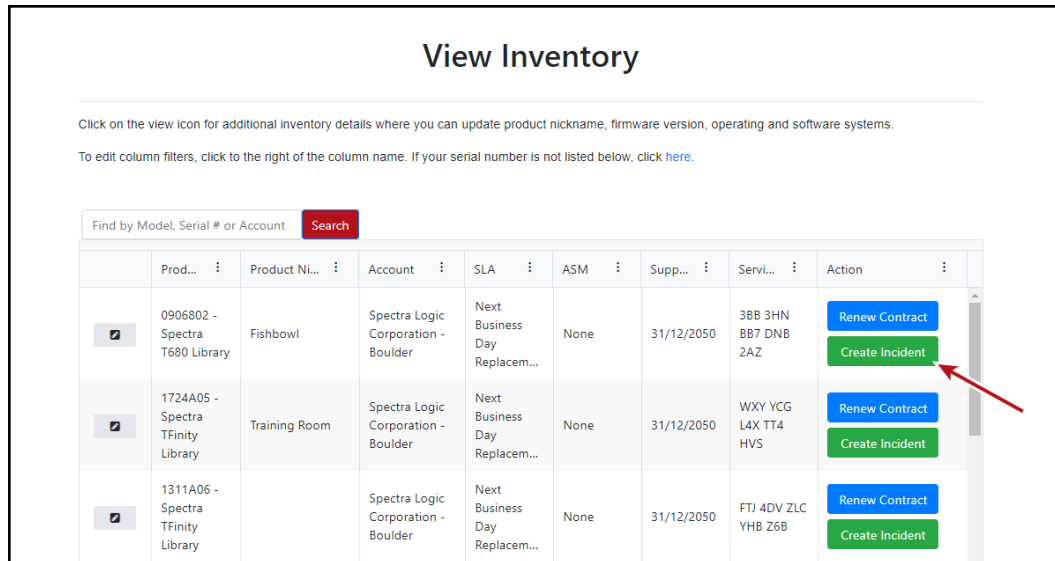 View Inventory
Click on the view icon for additional inventory details where you can update product nickname, firmware version, operating and software systems.
To edit column filters, click to the right of the column name. If your serial number is not listed below, click here.
Find by Model, Serial # or Account Search
Prod... Product Ni... Account SLA ASM Supp... Servi... Action
0906802 -
Spectra
T680 Library
Fishbowl
Spectra Logic
Corporation -
Boulder
Next
Business
Day
Replacem...
None
31/12/2050
3BB 3HN
BB7 DNB
2AZ
Renew Contract
Create Incident
1724A05 -
Spectra
TFinity
Library
Training Room
Spectra Logic
Corporation -
Boulder
Next
Business
Day
Replacem...
None
31/12/2050
WXY YCG
L4X TT4
HVS
Renew Contract
Create Incident
1311A06 -
Spectra
TFinity
Library
Spectra Logic
Corporation -
Boulder
Next
Business
Day
Replacem...
None
31/12/2050
FTJ 4DV ZLC
YHB Z6B
Renew Contract
Create Incident